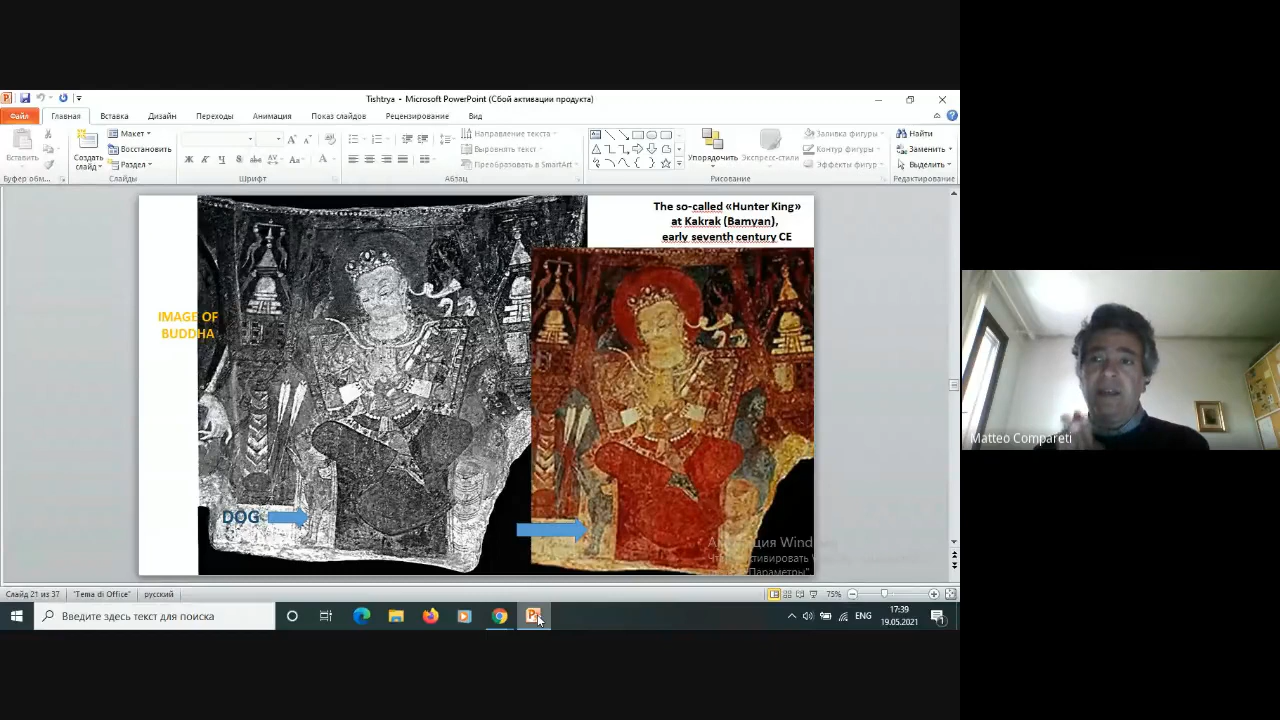 Tishtrya - Microsoft PowerPoint (Сбой активации продукта)
Файл
Главная
Вставка
Дизайн
Переходы
Анимация
Показ слайдов
Рецензирование
Вид
Вставить
Буфер обм...
Создать слайд
Макет
Восстановить
Раздел
Слайды
Ж К Ч S abc AV Aa A
Шрифт
Направление текста
Выровнять текст
Преобразовать в SmartArt
Абзац
Упорядочить
Экспресс-стили
Заливка фигуры
Контур фигуры
Эффекты фигур
Рисование
Найти
Заменить
Выделить
Редактирование
The so-called «Hunter King»
at Kakrak (Bamyan),
early seventh century CE
IMAGE OF
BUDDHA
DOG
Matteo Compareti
Слайд 21 из 37
"Tema di Office"
русский
75%
Введите здесь текст для поиска
ENG
17:39
19.05.2021